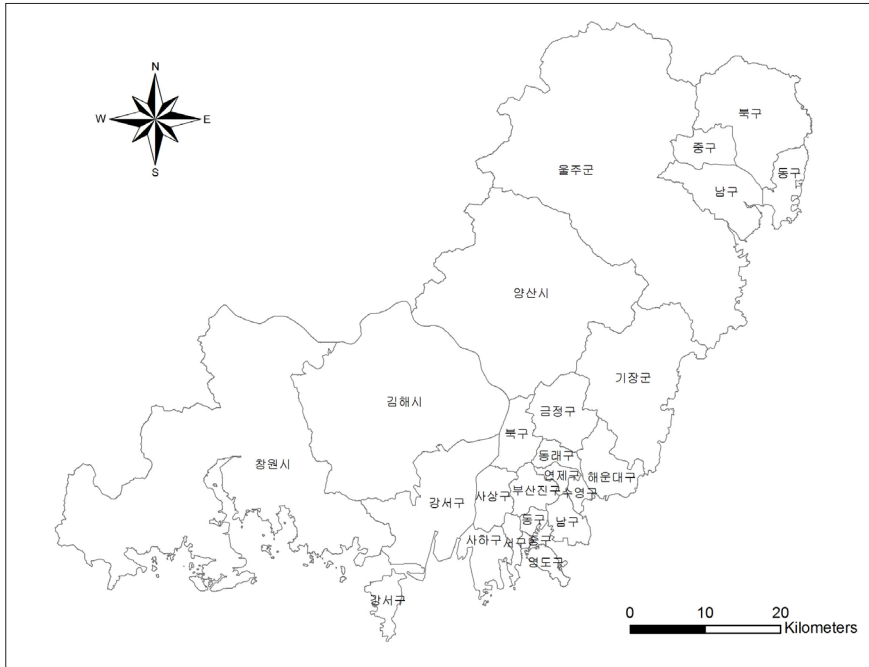 N
W E
S
북구
중구
울주군
동구
남구
양산시
기장군
김해시
금정구
북구
동래구
창원시
연제구
해운대구
강서구
사상구
부산진구
수영구
동구
남구
사하구
서구
중구
영도구
강서구
0 10 20
Kilometers